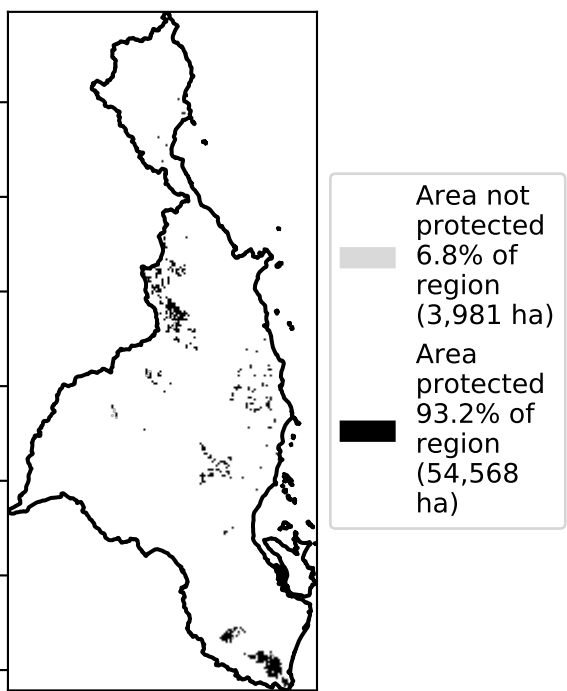 Area not
protected
6.8% of
region
(3,981 ha)
Area
protected
93.2% of
region
(54,568
ha)